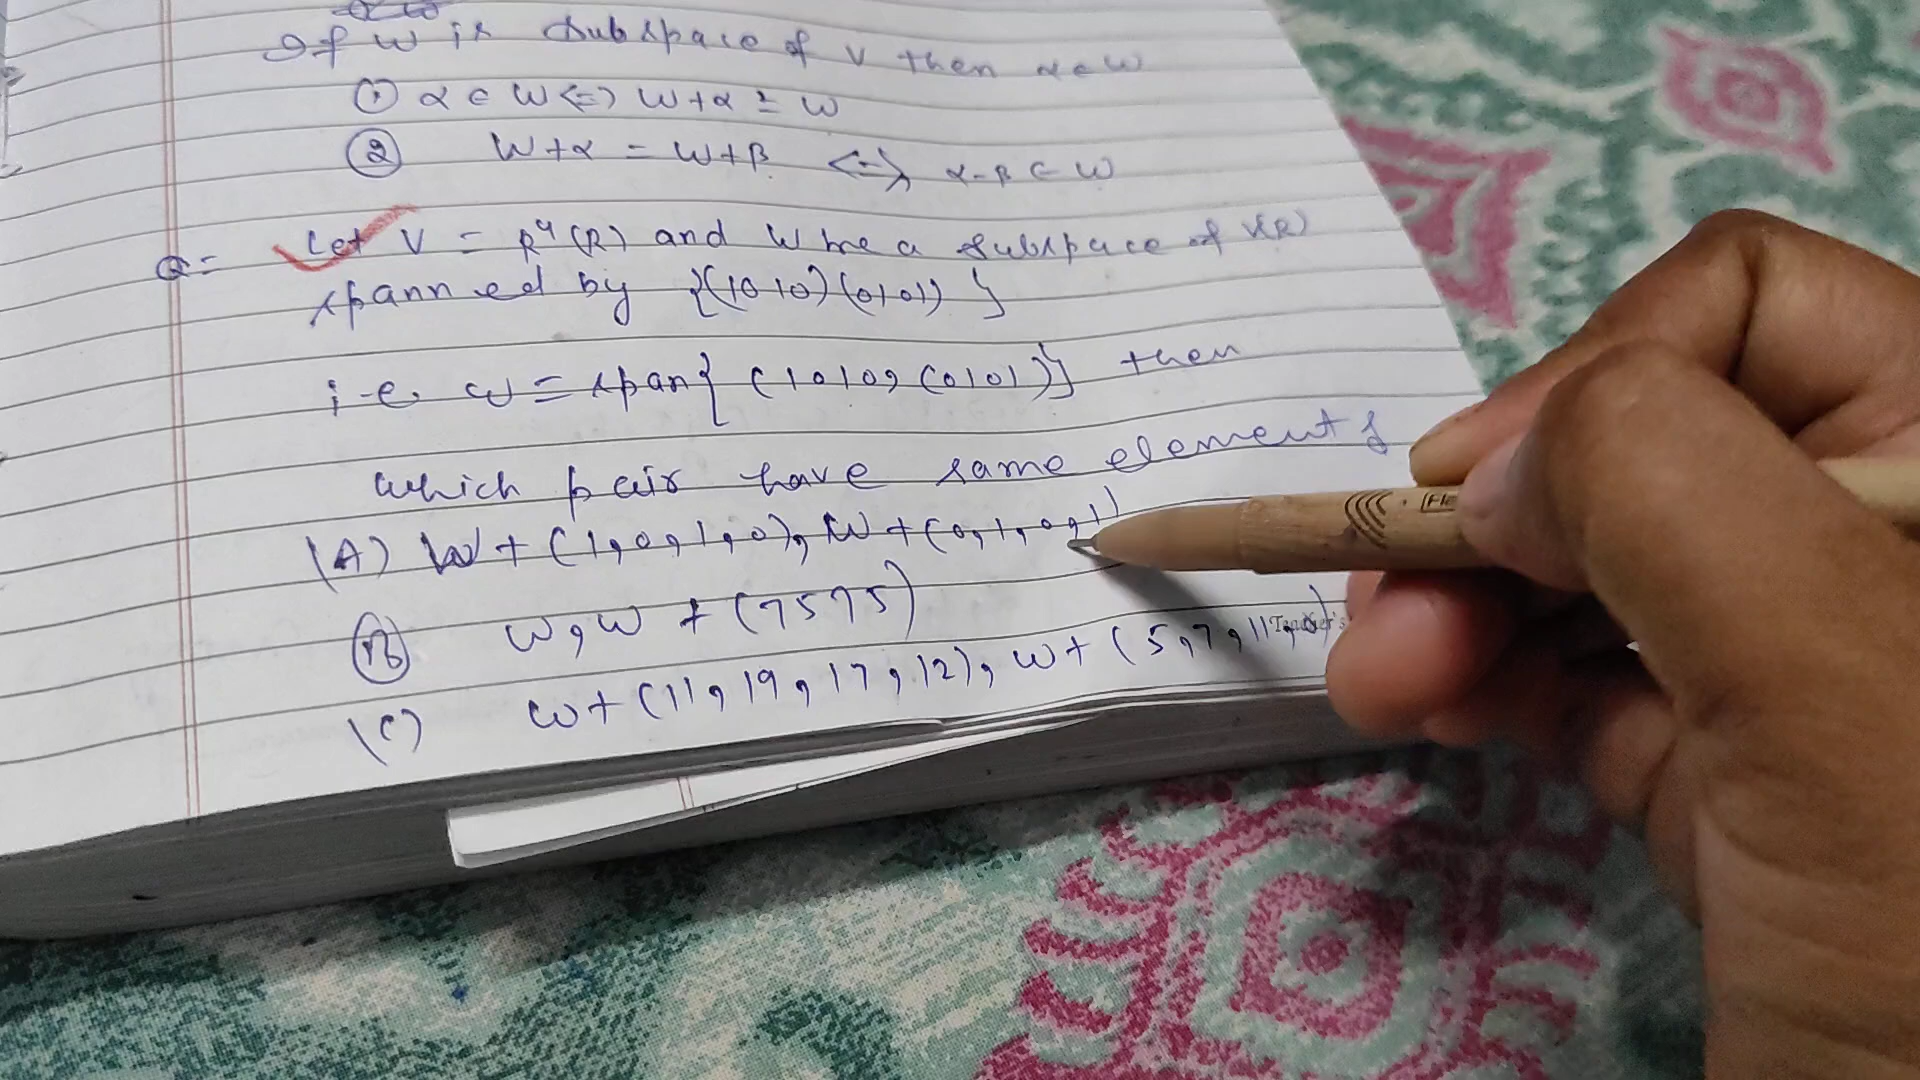 If W is subspace of V then α∈W
① α ∈ W <=> W+α = W
② W+α = W+β <=> α-β ∈ W
Q= Let V = R⁴(R) and W be a subspace of V(R)
spanned by {(1010)(0101)}
i.e. W = span{(1010,(0101)} then
which pair have same elements
(A) W+(1,0,1,0), W+(0,1,0,1)
(B) W,W + (7575)
(C) W+(11,19,17,12), W+(5,7,11,